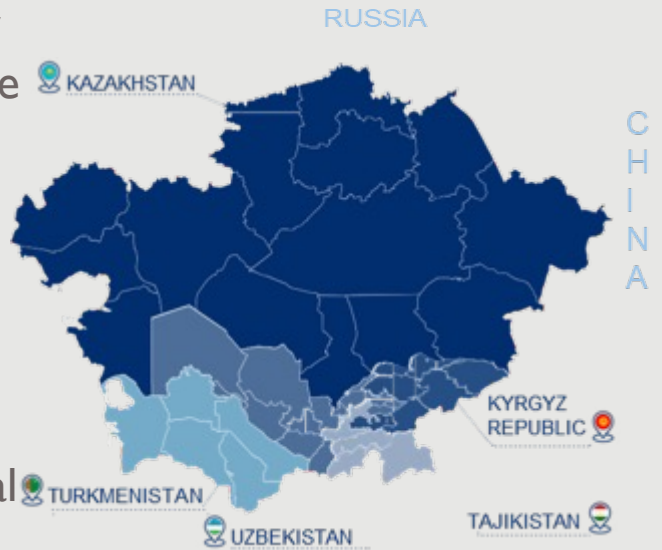 RUSSIA
e
KAZAKHSTAN
C
H
I
N
A
KYRGYZ
REPUBLIC
al
TURKMENISTAN
TAJIKISTAN
UZBEKISTAN